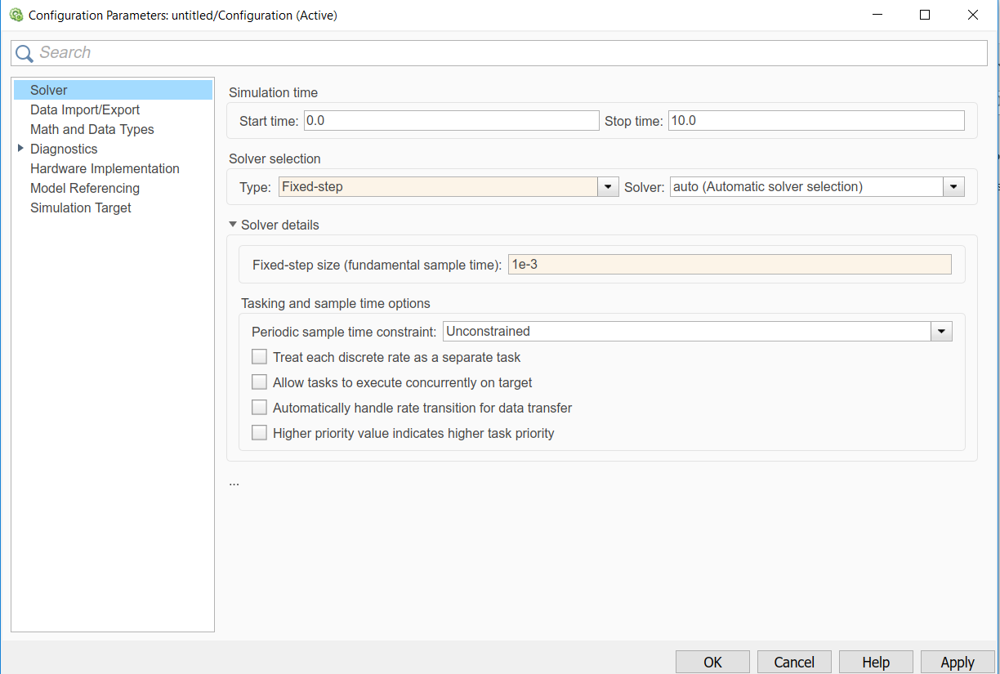 Configuration Parameters: untitled/Configuration (Active)
Search
Solver
Data Import/Export
Math and Data Types
Diagnostics
Hardware Implementation
Model Referencing
Simulation Target
Simulation time
Start time: 0.0 Stop time: 10.0
Solver selection
Type: Fixed-step Solver: auto (Automatic solver selection)
Solver details
Fixed-step size (fundamental sample time): 1e-3
Tasking and sample time options
Periodic sample time constraint: Unconstrained
Treat each discrete rate as a separate task
Allow tasks to execute concurrently on target
Automatically handle rate transition for data transfer
Higher priority value indicates higher task priority
...
OK Cancel Help Apply